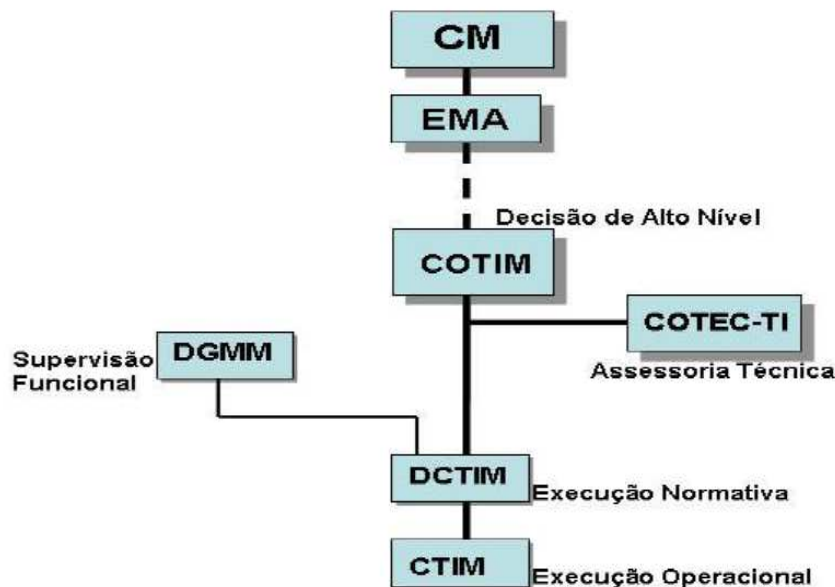 CM
EMA
Decisão de Alto Nível
COTIM
COTEC-TI
Assessoria Técnica
DGMM
Supervisão
Funcional
DCTIM
Execução Normativa
CTIM
Execução Operacional